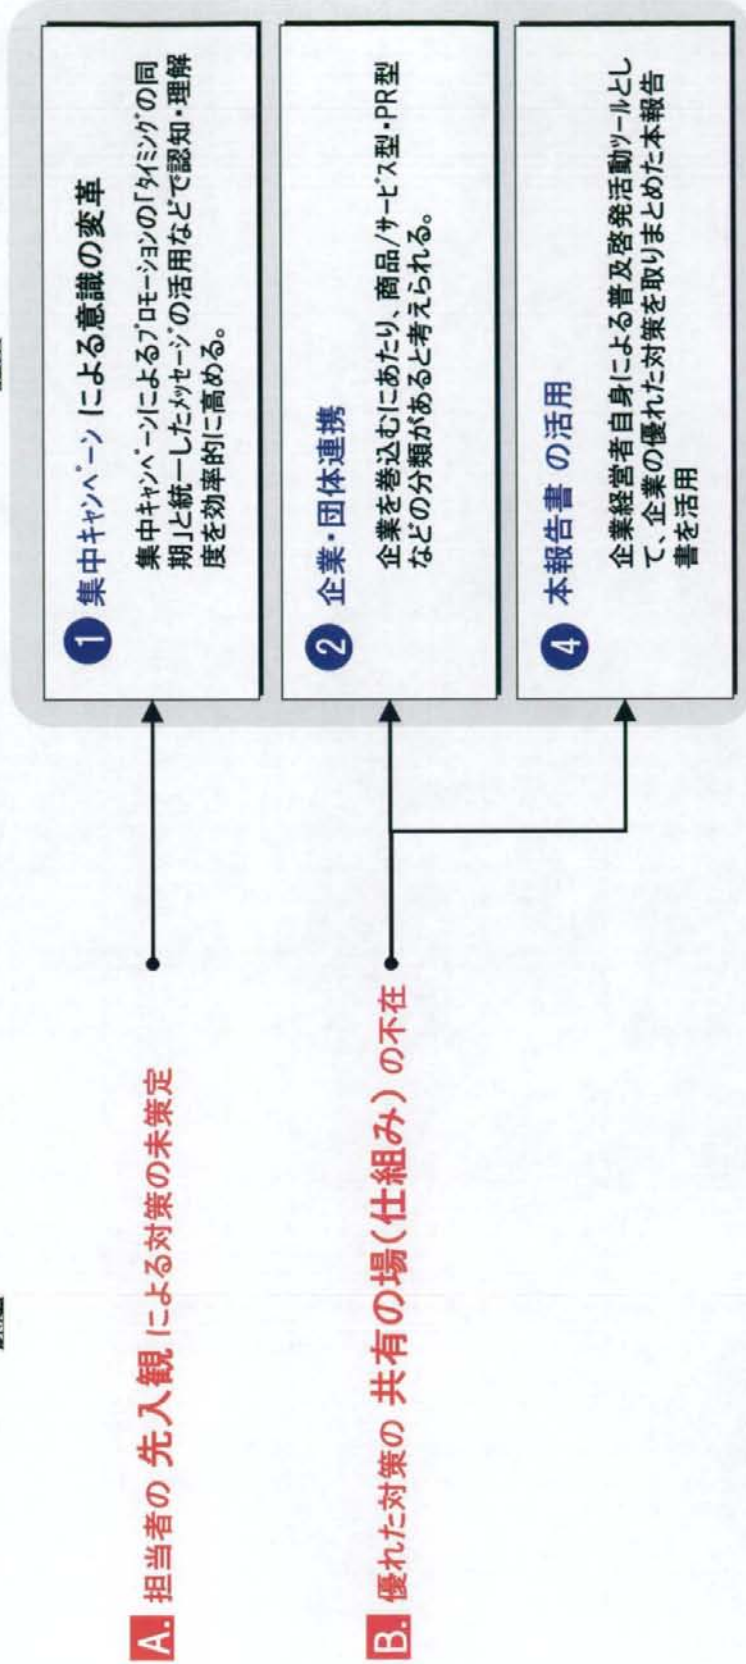 A. 担当者の 先入観 による対策の未策定
B. 優れた対策の 共有の場(仕組み) の不在
1 集中キャンペーン による意識の変革
集中キャンペーンによるプロモーションの「タイミング」の同
期」と統一したメッセージの活用などで認知・理解
度を効率的に高める。
2 企業・団体連携
企業を巻込むにあたり、商品/サービス型・PR型
などの分類があると考えられる。
4 本報告書 の活用
企業経営者自身による普及啓発活動ツールとし
て、企業の優れた対策を取りまとめた本報告
書を活用